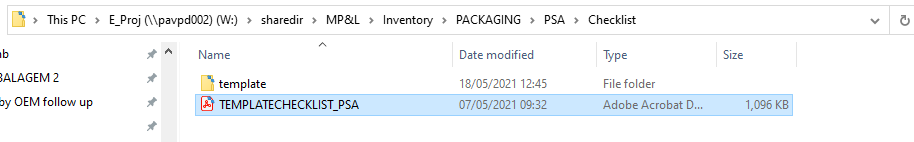 This PC > E_Proj (\\pavpd002) (W:) > sharedir > MP&L > Inventory > PACKAGING > PSA > Checklist
Name Date modified Type Size
template 18/05/2021 12:45 File folder
BALAGEM 2
TEMPLATECHECKLIST_PSA 07/05/2021 09:32 Adobe Acrobat D... 1,096 KB
by OEM follow up